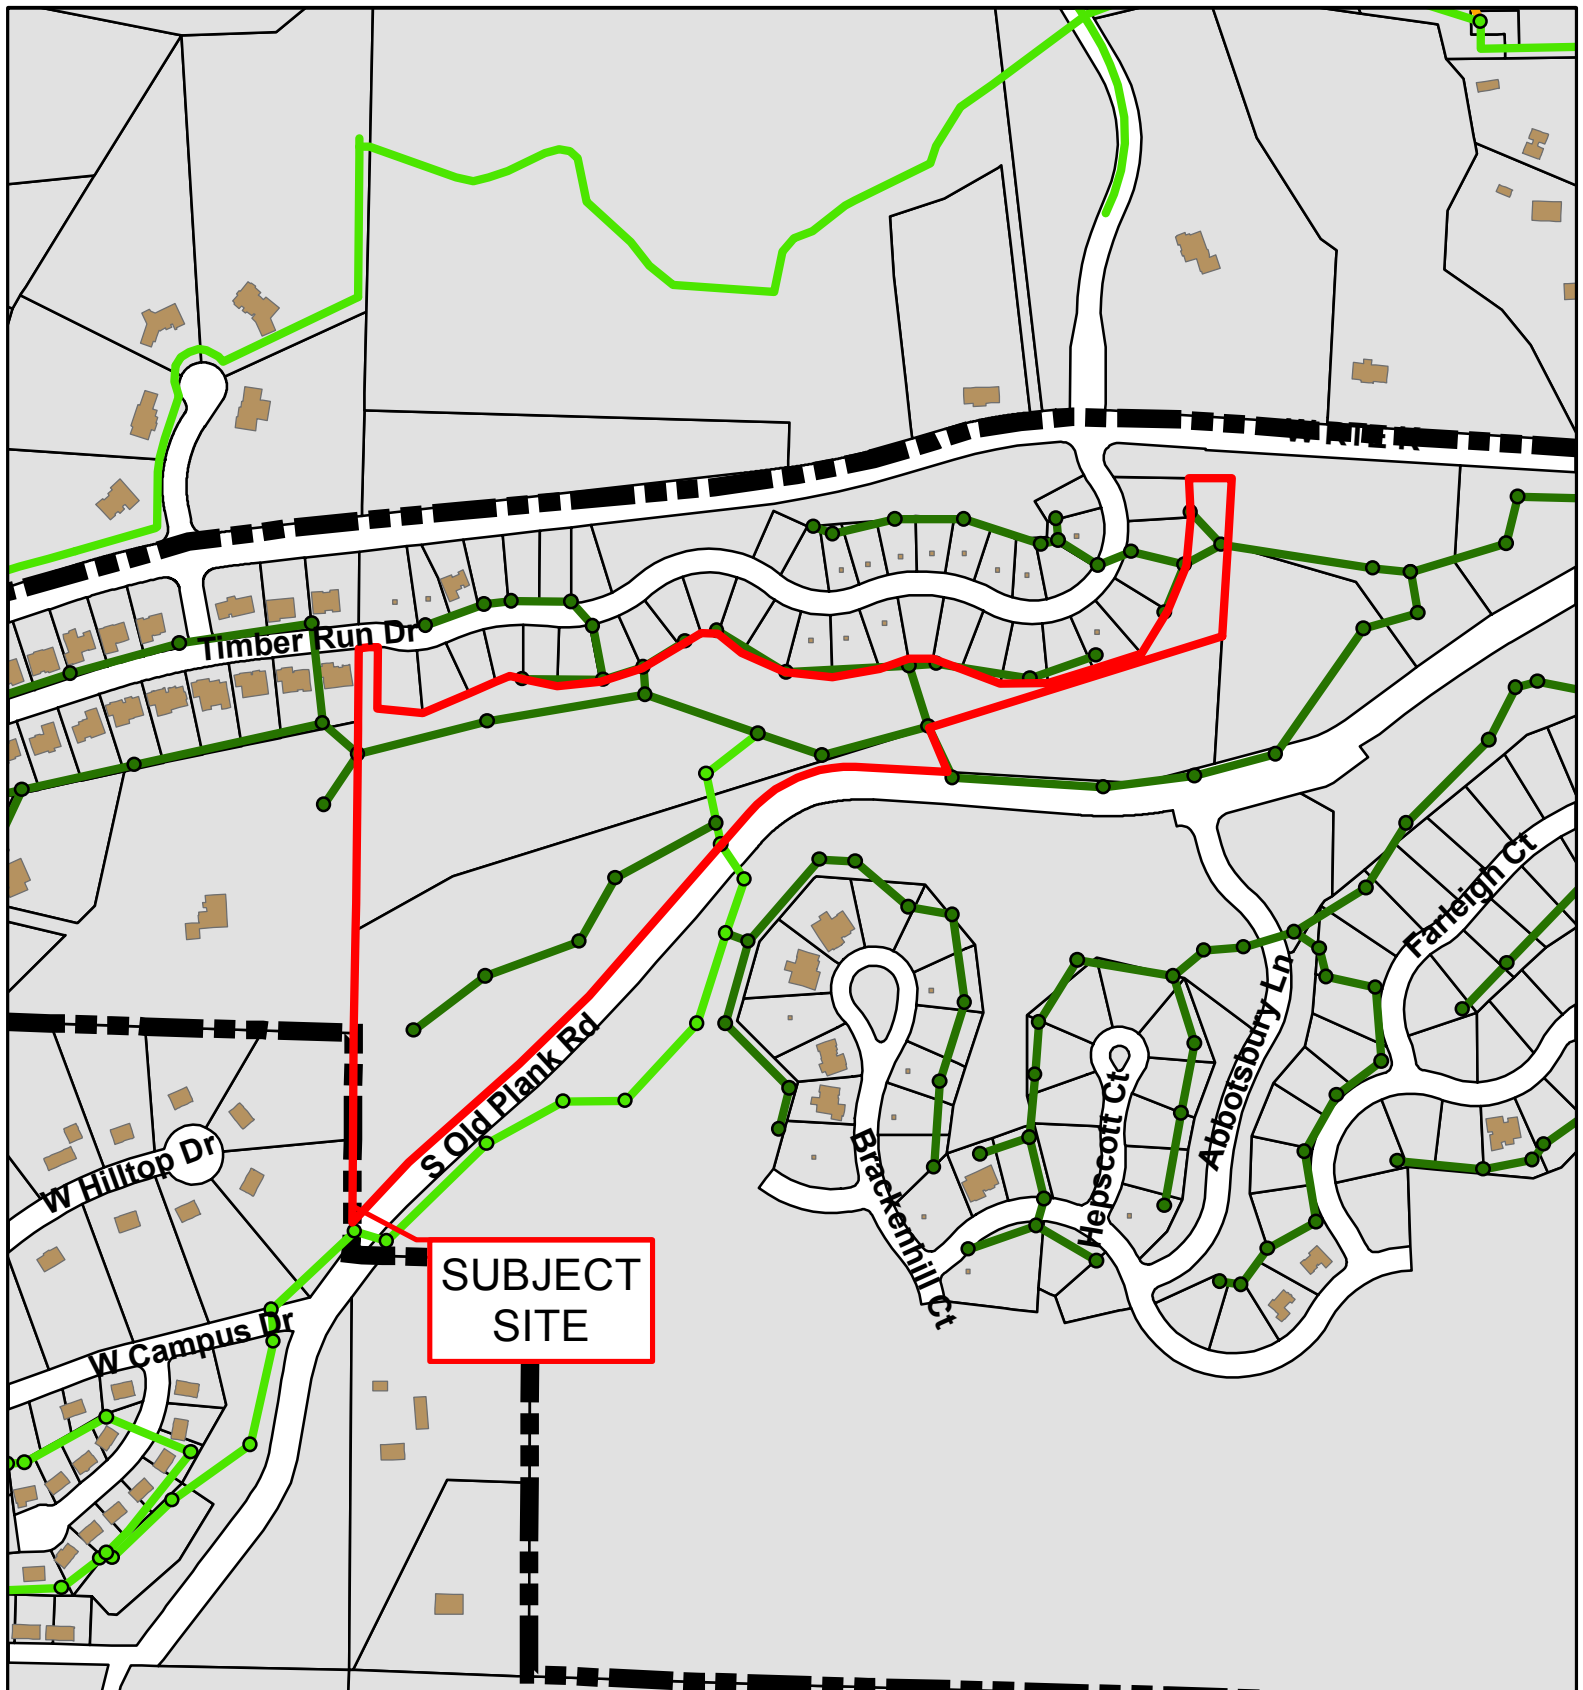 W RTE K
Timber Run Dr
Farleigh Ct
Abbotsbury Ln
S Old Plank Rd
Hepscott Ct
W Hilltop Dr
Brackenhill Ct
SUBJECT
SITE
W Campus Dr